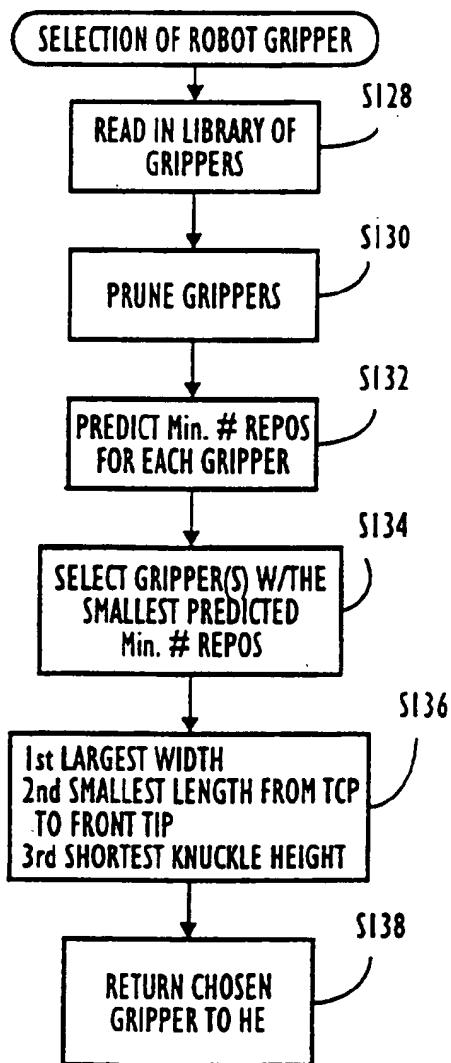 SELECTION OF ROBOT GRIPPER
S128
READ IN LIBRARY OF
GRIPPERS
S130
PRUNE GRIPPERS
S132
PREDICT Min. # REPOS
FOR EACH GRIPPER
S134
SELECT GRIPPER(S) W/THE
SMALLEST PREDICTED
Min. # REPOS
S136
1st LARGEST WIDTH
2nd SMALLEST LENGTH FROM TCP
TO FRONT TIP
3rd SHORTEST KNUCKLE HEIGHT
S138
RETURN CHOSEN
GRIPPER TO HE